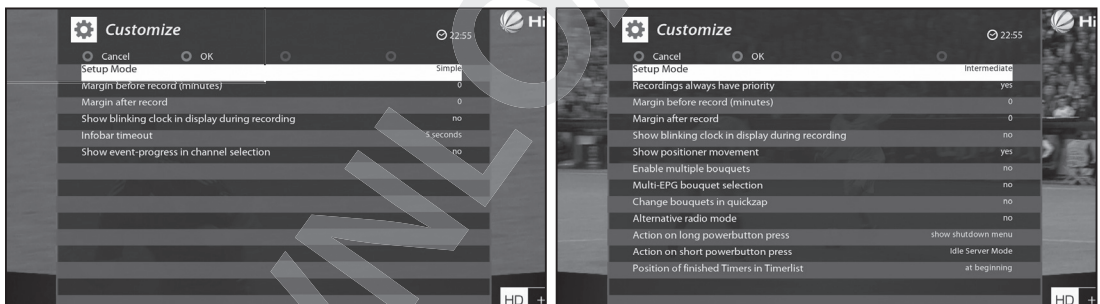 Customize
22:55
Cancel OK
Setup Mode Simple
Margin before record (minutes) 0
Margin after record 0
Show blinking clock in display during recording no
Infobar timeout 5 seconds
Show event-progress in channel selection no
Hi
HD +
Customize
22:55
Cancel OK
Setup Mode Intermediate
Recordings always have priority yes
Margin before record (minutes) 0
Margin after record 0
Show blinking clock in display during recording no
Show positioner movement yes
Enable multiple bouquets no
Multi-EPG bouquet selection no
Change bouquets in quickzap no
Alternative radio mode no
Action on long powerbutton press show shutdown menu
Action on short powerbutton press Idle Server Mode
Position of finished Timers in Timerlist at beginning
Hi
HD +